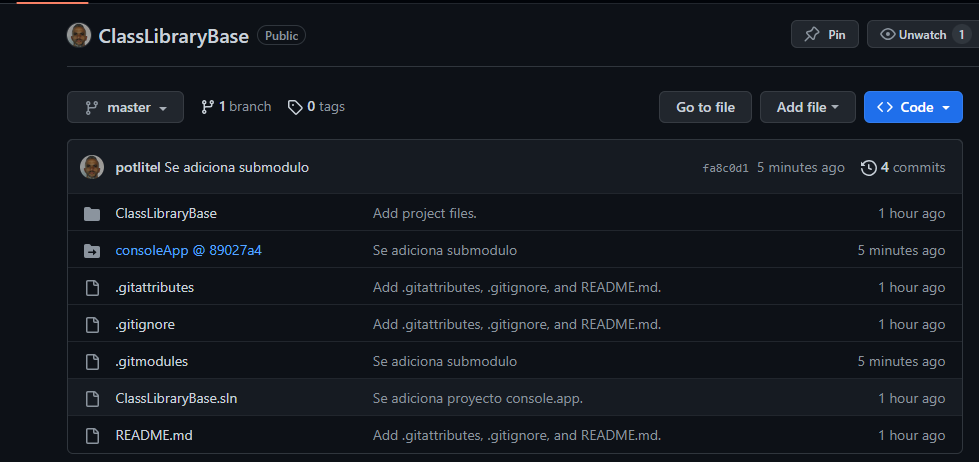 ClassLibraryBase Public Pin Unwatch 1
master 1 branch 0 tags Go to file Add file Code
potlitel Se adiciona submodulo fa8c0d1 5 minutes ago 4 commits
ClassLibraryBase Add project files. 1 hour ago
consoleApp @ 89027a4 Se adiciona submodulo 5 minutes ago
.gitattributes Add .gitattributes, .gitignore, and README.md. 1 hour ago
.gitignore Add .gitattributes, .gitignore, and README.md. 1 hour ago
.gitmodules Se adiciona submodulo 5 minutes ago
ClassLibraryBase.sln Se adiciona proyecto console.app. 1 hour ago
README.md Add .gitattributes, .gitignore, and README.md. 1 hour ago